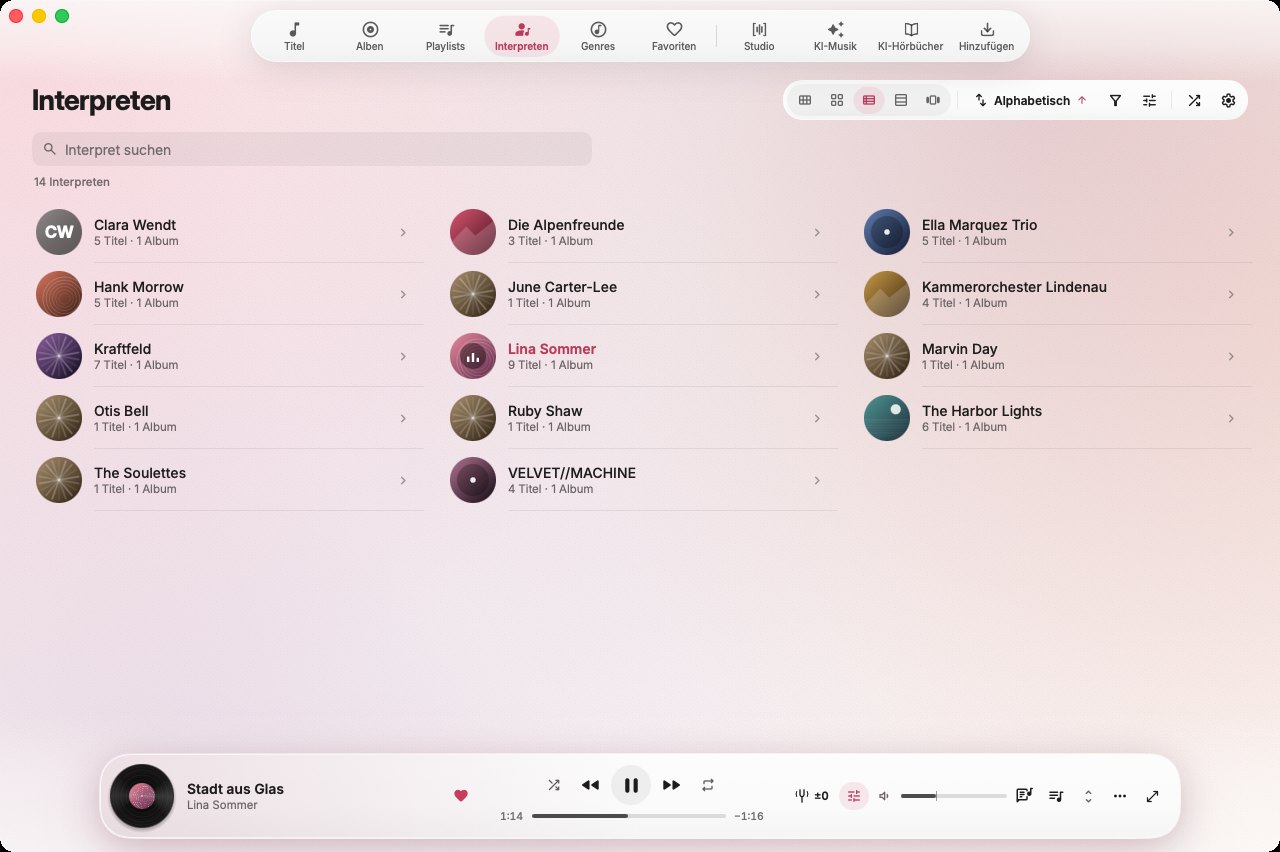 Titel
Alben
Playlists
Interpreten
Genres
Favoriten
Studio
KI-Musik
KI-Hörbücher
Hinzufügen
Interpreten
Alphabetisch
Interpret suchen
14 Interpreten
CW
Clara Wendt
5 Titel · 1 Album
Die Alpenfreunde
3 Titel · 1 Album
Ella Marquez Trio
5 Titel · 1 Album
Hank Morrow
5 Titel · 1 Album
June Carter-Lee
1 Titel · 1 Album
Kammerorchester Lindenau
4 Titel · 1 Album
Kraftfeld
7 Titel · 1 Album
Lina Sommer
9 Titel · 1 Album
Marvin Day
1 Titel · 1 Album
Otis Bell
1 Titel · 1 Album
Ruby Shaw
1 Titel · 1 Album
The Harbor Lights
6 Titel · 1 Album
The Soulettes
1 Titel · 1 Album
VELVET//MACHINE
4 Titel · 1 Album
Stadt aus Glas
Lina Sommer
1:14
−1:16
±0